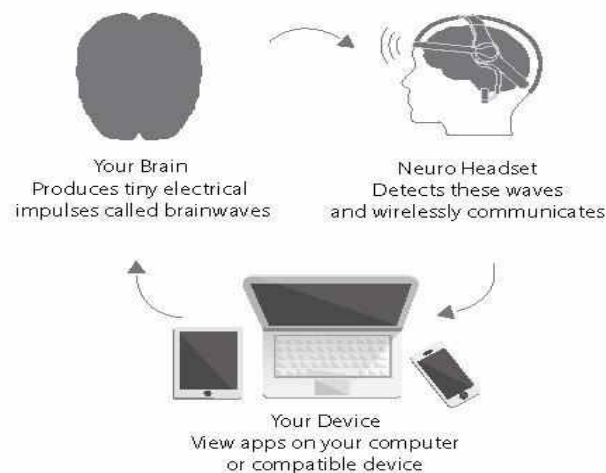 Your Brain
Produces tiny electrical
impulses called brainwaves
Neuro Headset
Detects these waves
and wirelessly communicates
Your Device
View apps on your computer
or compatible device